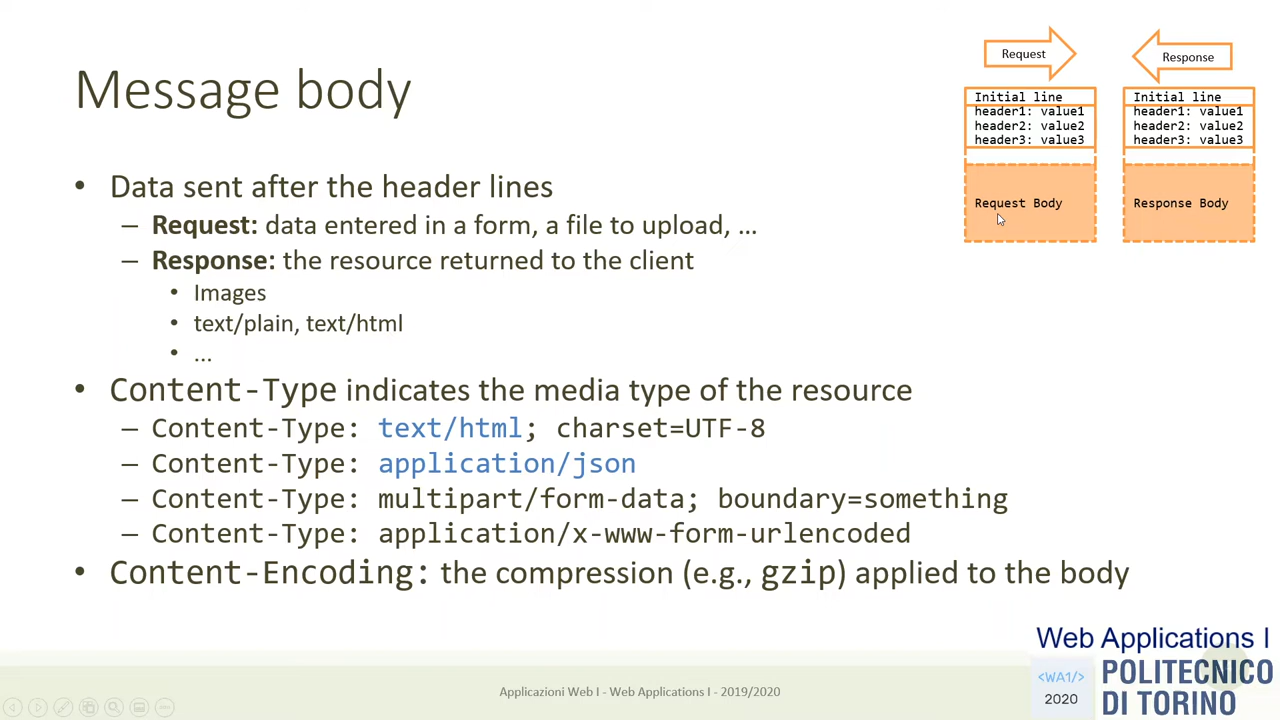 Message body
Request
Response
Initial line
header1: value1
header2: value2
header3: value3
Request Body
Initial line
header1: value1
header2: value2
header3: value3
Response Body
• Data sent after the header lines
– Request: data entered in a form, a file to upload, …
– Response: the resource returned to the client
• Images
• text/plain, text/html
• ...
• Content-Type indicates the media type of the resource
– Content-Type: text/html; charset=UTF-8
– Content-Type: application/json
– Content-Type: multipart/form-data; boundary=something
– Content-Type: application/x-www-form-urlencoded
• Content-Encoding: the compression (e.g., gzip) applied to the body
Applicazioni Web I - Web Applications I - 2019/2020
Web Applications I
<WA1/>
2020
POLITECNICO
DI TORINO